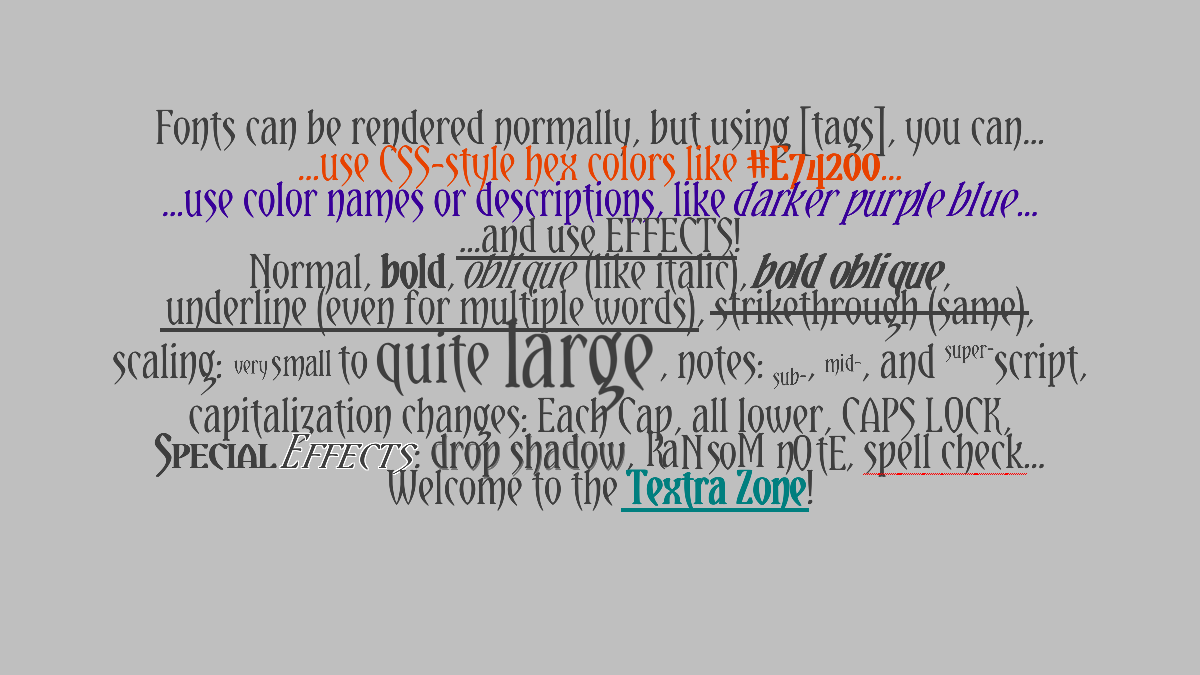 Fonts can be rendered normally, but using [tags], you can...
...use CSS-style hex colors like #E74200...
...use color names or descriptions, like darker purple blue...
...and use EFFECTS!
Normal, bold, oblique (like italic), bold oblique,
underline (even for multiple words), strikethrough (same),
scaling: very small to quite large, notes: sub-, mid-, and super-script,
capitalization changes: Each Cap, all lower, CAPS LOCK,
Special Effects: drop shadow, RaNsoM nOtE, spell check...
Welcome to the Textra Zone!